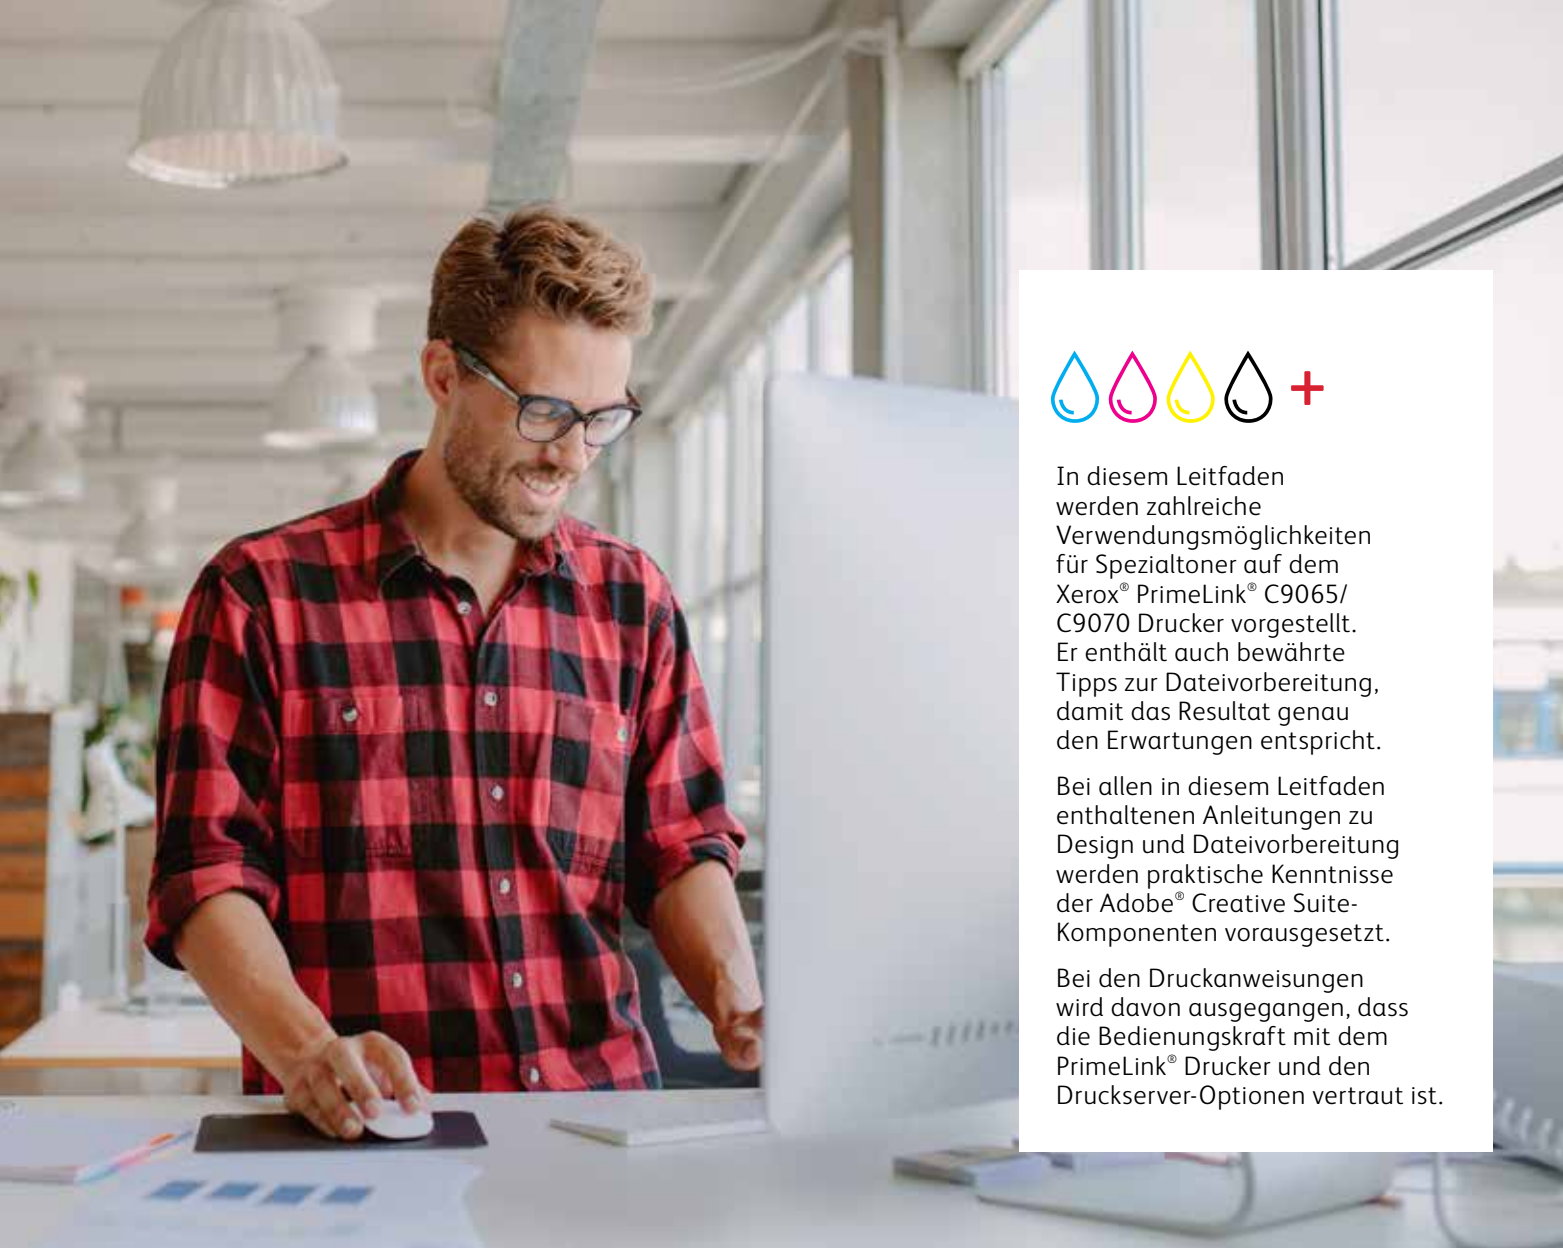 In diesem Leitfaden
werden zahlreiche
Verwendungsmöglichkeiten
für Spezialtoner auf dem
Xerox® PrimeLink® C9065/
C9070 Drucker vorgestellt.
Er enthält auch bewährte
Tipps zur Dateivorbereitung,
damit das Resultat genau
den Erwartungen entspricht.
Bei allen in diesem Leitfaden
enthaltenen Anleitungen zu
Design und Dateivorbereitung
werden praktische Kenntnisse
der Adobe® Creative Suite-
Komponenten vorausgesetzt.
Bei den Druckanweisungen
wird davon ausgegangen, dass
die Bedienungskraft mit dem
PrimeLink® Drucker und den
Druckserver-Optionen vertraut ist.